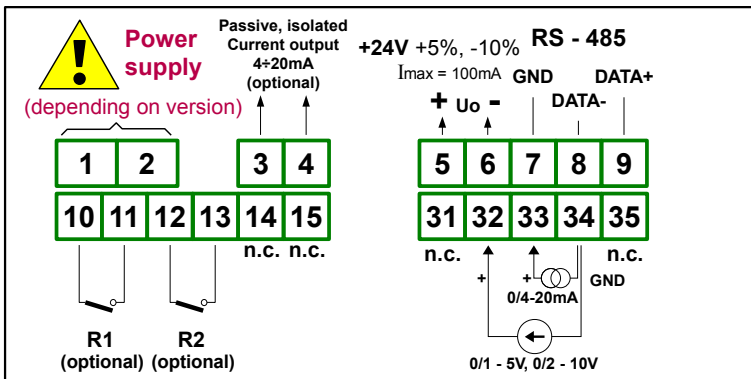 Power
supply
(depending on version)
Passive, isolated
Current output
4÷20mA
(optional)
+24V +5%, -10%
Imax = 100mA
+ Uo -
RS - 485
GND
DATA-
DATA+
1 2 3 4 5 6 7 8 9
10 11 12 13 14 15 31 32 33 34 35
n.c. n.c. n.c. n.c.
+ +
0/4-20mA
GND
R1
(optional)
R2
(optional)
0/1 - 5V, 0/2 - 10V